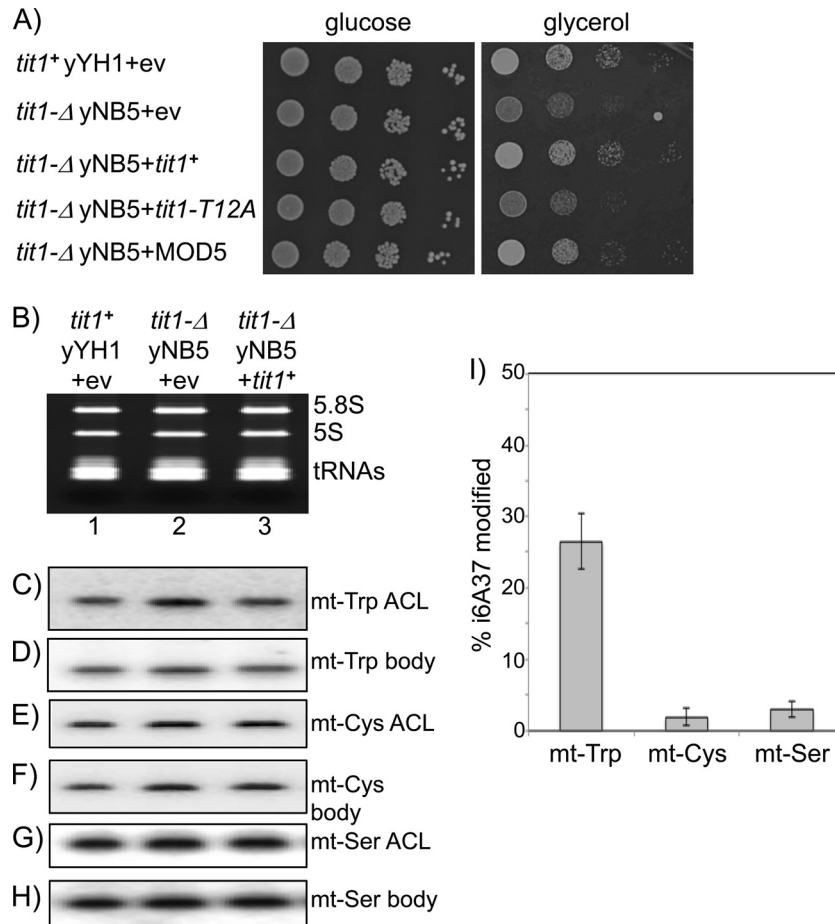 A)
glucose
glycerol
tit1+ yYH1+ev
tit1-Δ yNB5+ev
tit1-Δ yNB5+tit1+
tit1-Δ yNB5+tit1-T12A
tit1-Δ yNB5+MOD5
B)
tit1+ yYH1 +ev
tit1-Δ yNB5 +ev
tit1-Δ yNB5 +tit1+
5.8S
5S
tRNAs
1 2 3
C)
mt-Trp ACL
D)
mt-Trp body
E)
mt-Cys ACL
F)
mt-Cys
body
G)
mt-Ser ACL
H)
mt-Ser body
I)
% i6A37 modified
50
40
30
20
10
0
mt-Trp mt-Cys mt-Ser